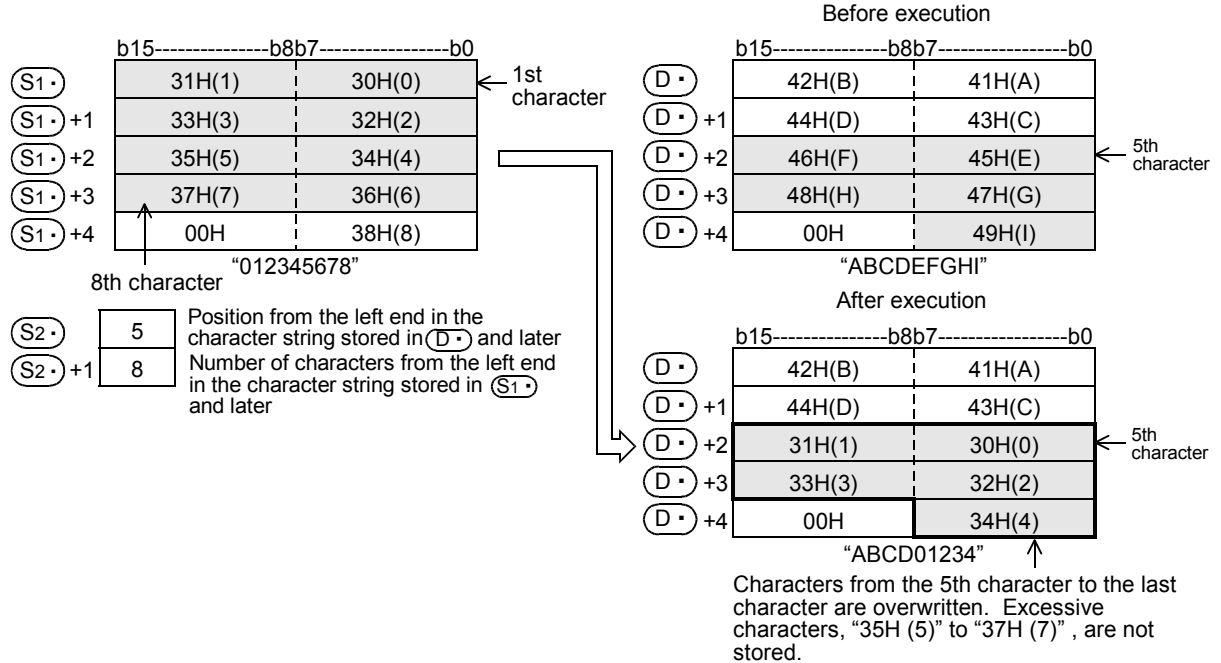 b15----------------b8b7------------------b0
S1· 31H(1) 30H(0)
1st
character
S1· +1 33H(3) 32H(2)
S1· +2 35H(5) 34H(4)
S1· +3 37H(7) 36H(6)
S1· +4 00H 38H(8)
“012345678”
8th character
S2· 5 Position from the left end in the
character string stored in D· and later
S2· +1 8 Number of characters from the left end
in the character string stored in S1·
and later
Before execution
b15----------------b8b7------------------b0
D· 42H(B) 41H(A)
D· +1 44H(D) 43H(C)
D· +2 46H(F) 45H(E)
5th
character
D· +3 48H(H) 47H(G)
D· +4 00H 49H(I)
“ABCDEFGHI”
After execution
b15----------------b8b7------------------b0
D· 42H(B) 41H(A)
D· +1 44H(D) 43H(C)
D· +2 31H(1) 30H(0)
5th
character
D· +3 33H(3) 32H(2)
D· +4 00H 34H(4)
“ABCD01234”
Characters from the 5th character to the last
character are overwritten. Excessive
characters, “35H (5)” to “37H (7)” , are not
stored.